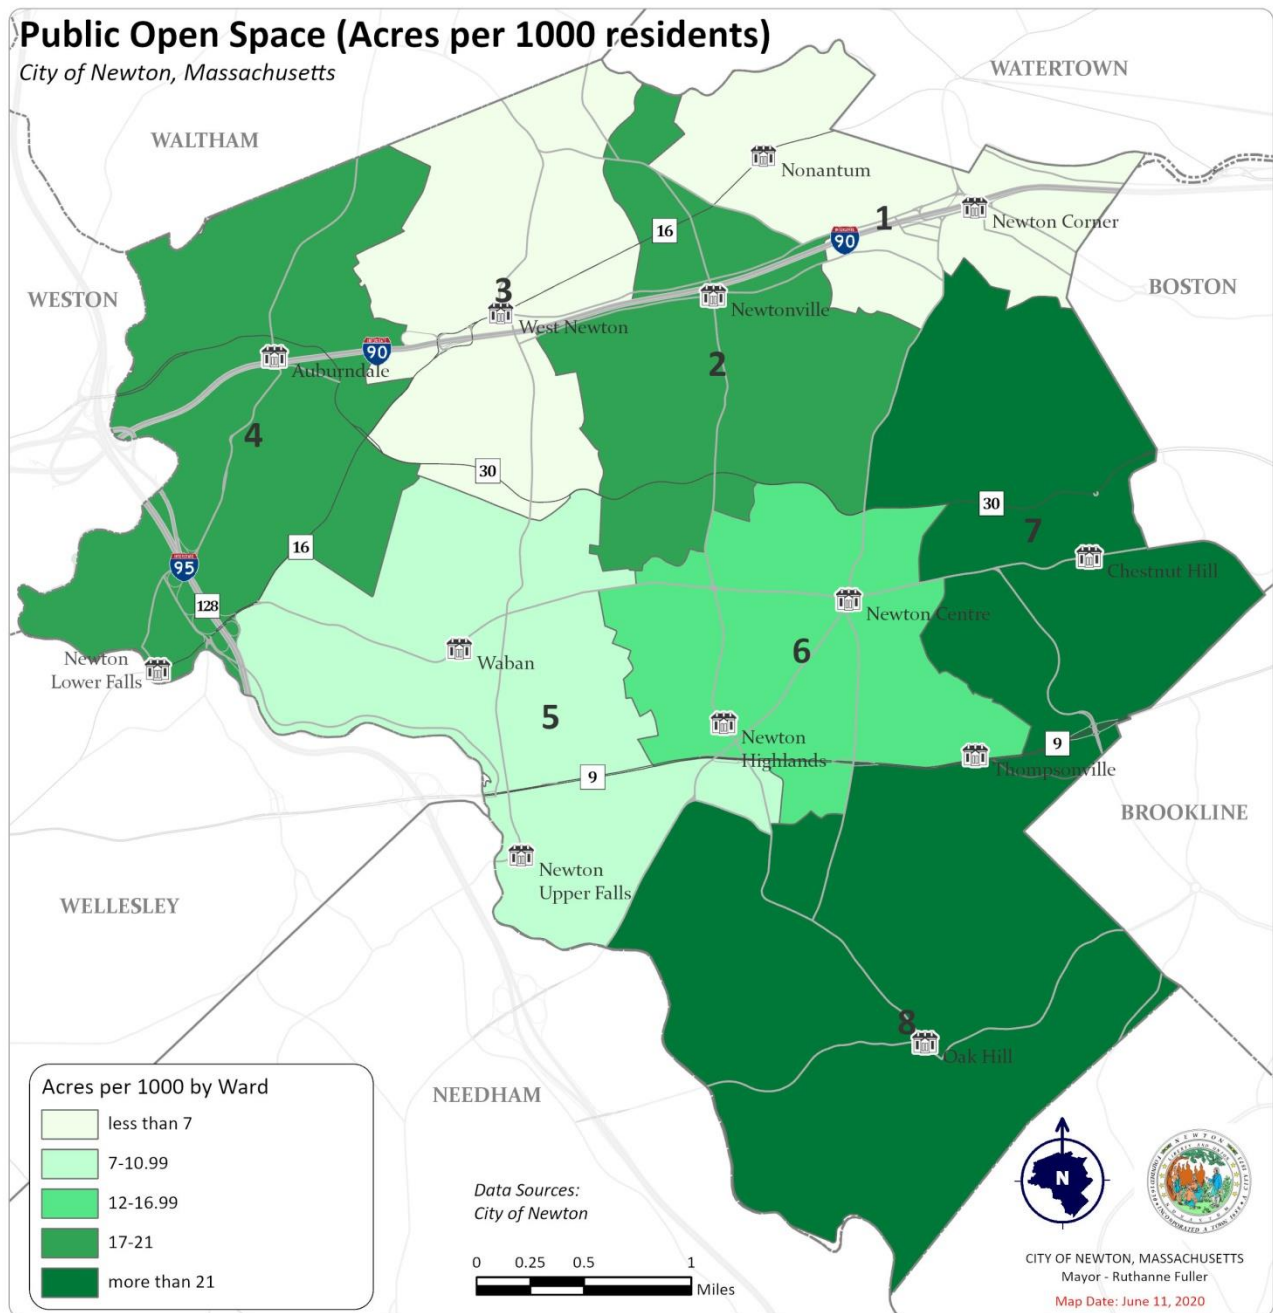 Public Open Space (Acres per 1000 residents)
City of Newton, Massachusetts
WATERTOWN
WALTHAM
Nonantum
1
Newton Corner
16
90
WESTON
BOSTON
3
West Newton
Newtonville
90
Auburndale
2
4
30
30
7
16
95
128
Chestnut Hill
Newton Centre
Newton
Lower Falls
Waban
6
5
Newton
Highlands
9
Thompsonville
9
BROOKLINE
Newton
Upper Falls
WELLESLEY
8
Oak Hill
NEEDHAM
Acres per 1000 by Ward
less than 7
7-10.99
12-16.99
17-21
more than 21
Data Sources:
City of Newton
0 0.25 0.5 1
Miles
N
CITY OF NEWTON, MASSACHUSETTS
Mayor - Ruthanne Fuller
Map Date: June 11, 2020